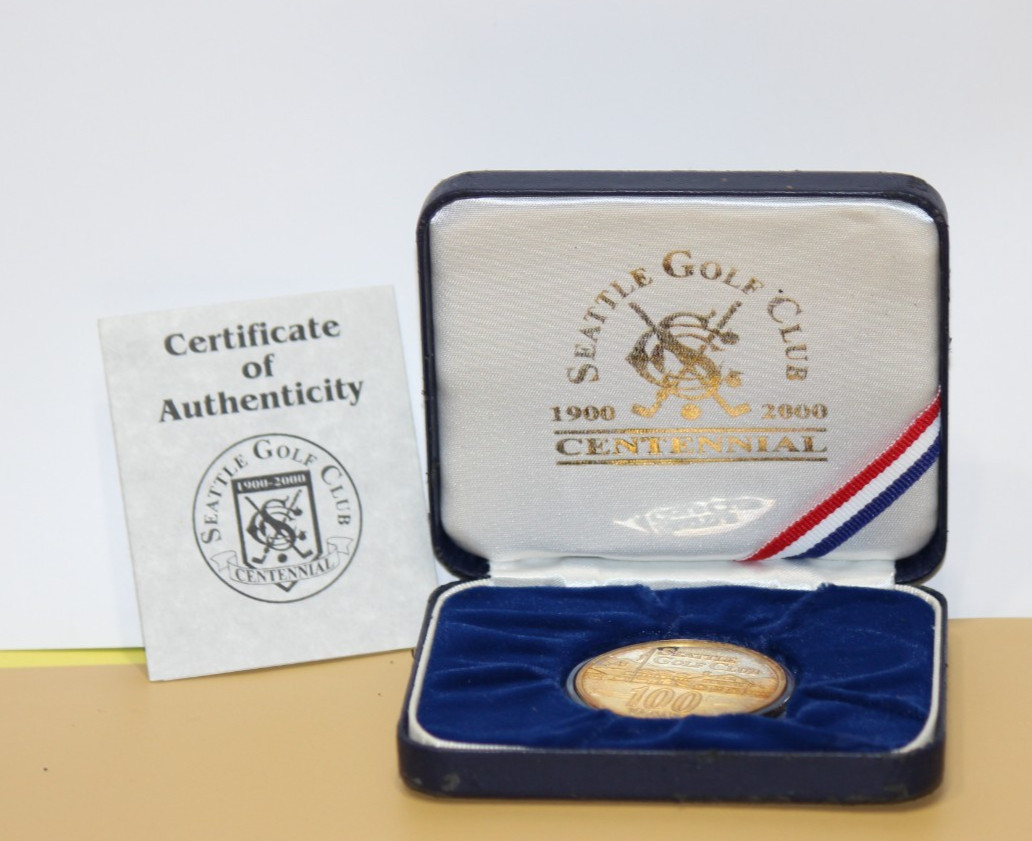 Certificate
of
Authenticity
SEATTLE GOLF CLUB
1900-2000
CENTENNIAL
SEATTLE GOLF CLUB
1900 2000
CENTENNIAL
SEATTLE
GOLF CLUB
100